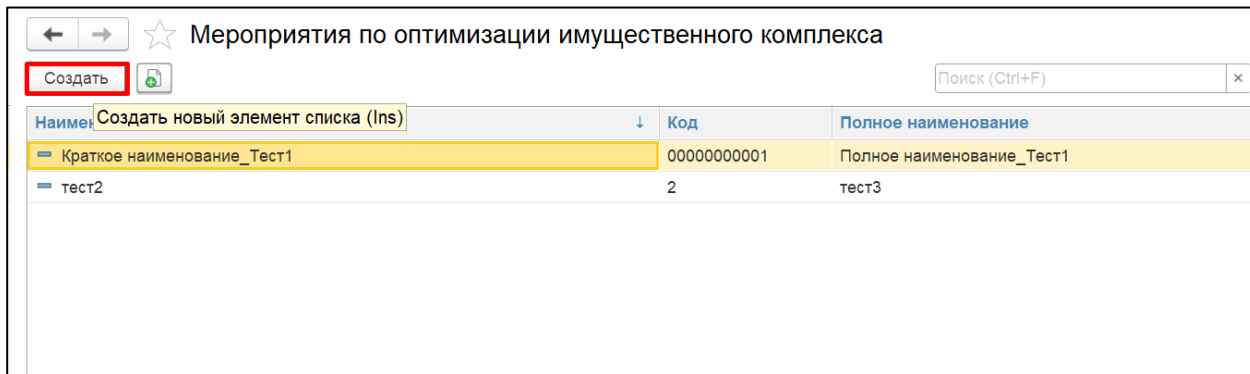 Мероприятия по оптимизации имущественного комплекса
Создать
Поиск (Ctrl+F)
×
Создать новый элемент списка (Ins)
↓ Код Полное наименование
Краткое наименование_Тест1 00000000001 Полное наименование_Тест1
тест2 2 тест3